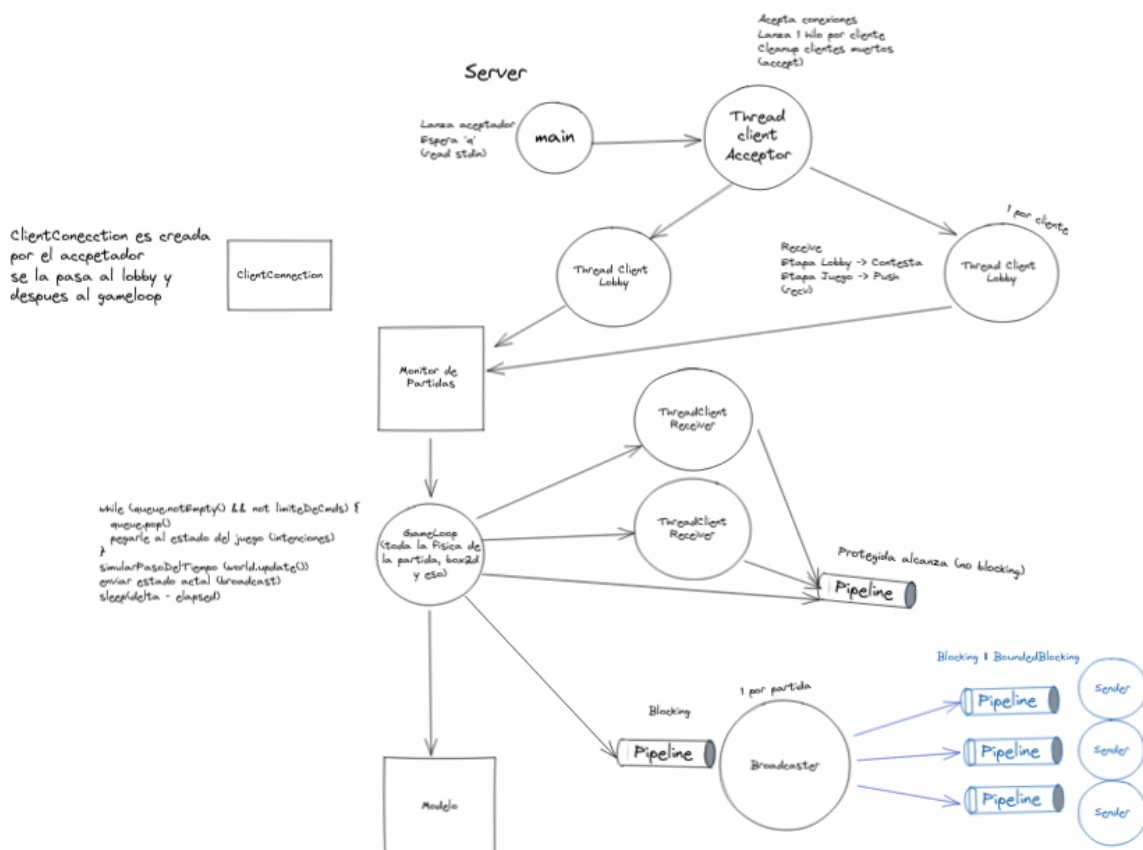 Acepta conexiones
Lanza 1 hilo por cliente
Cleanup clientes muertos
(accept)
Server
Lanza aceptador
Espera 'q'
(read stdin)
main
Thread
client
Acceptor
ClientConecction es creada
por el accpetador
se la pasa al lobby y
despues al gameloop
ClientConnection
Thread Client
Lobby
Receive
Etapa Lobby -> Contesta
Etapa Juego -> Push
(recv)
1 por cliente
Thread Client
Lobby
Monitor de
Partidas
ThreadClient
Receiver
ThreadClient
Receiver
while (queue.notEmpty() && not limiteDeCmds) {
queue.pop()
pegarle al estado del juego (intenciones)
}
simularPasoDelTiempo (world.update())
enviar estado actal (broadcast)
sleep(delta - elapsed)
GameLoop
(toda la fisica de
la partida, box2d
y eso)
Protegida alcanza (no blocking)
Pipeline
Blocking
Pipeline
1 por partida
Broadcaster
Blocking | BoundedBlocking
Pipeline
Sender
Pipeline
Sender
Pipeline
Sender
Modelo